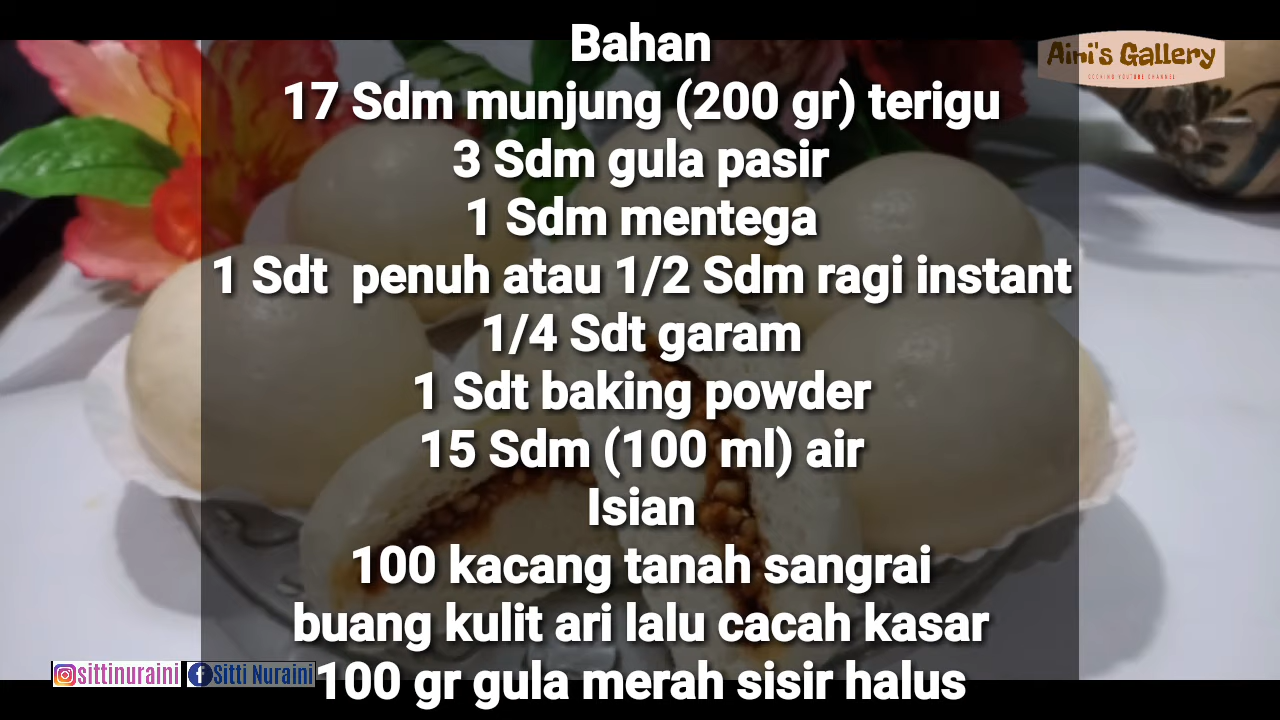 Bahan
Aini's Gallery
COOKING YOUTUBE CHANNEL
17 Sdm munjung (200 gr) terigu
3 Sdm gula pasir
1 Sdm mentega
1 Sdt penuh atau 1/2 Sdm ragi instant
1/4 Sdt garam
1 Sdt baking powder
15 Sdm (100 ml) air
Isian
100 kacang tanah sangrai
buang kulit ari lalu cacah kasar
100 gr gula merah sisir halus
sittinuraini
Sitti Nuraini